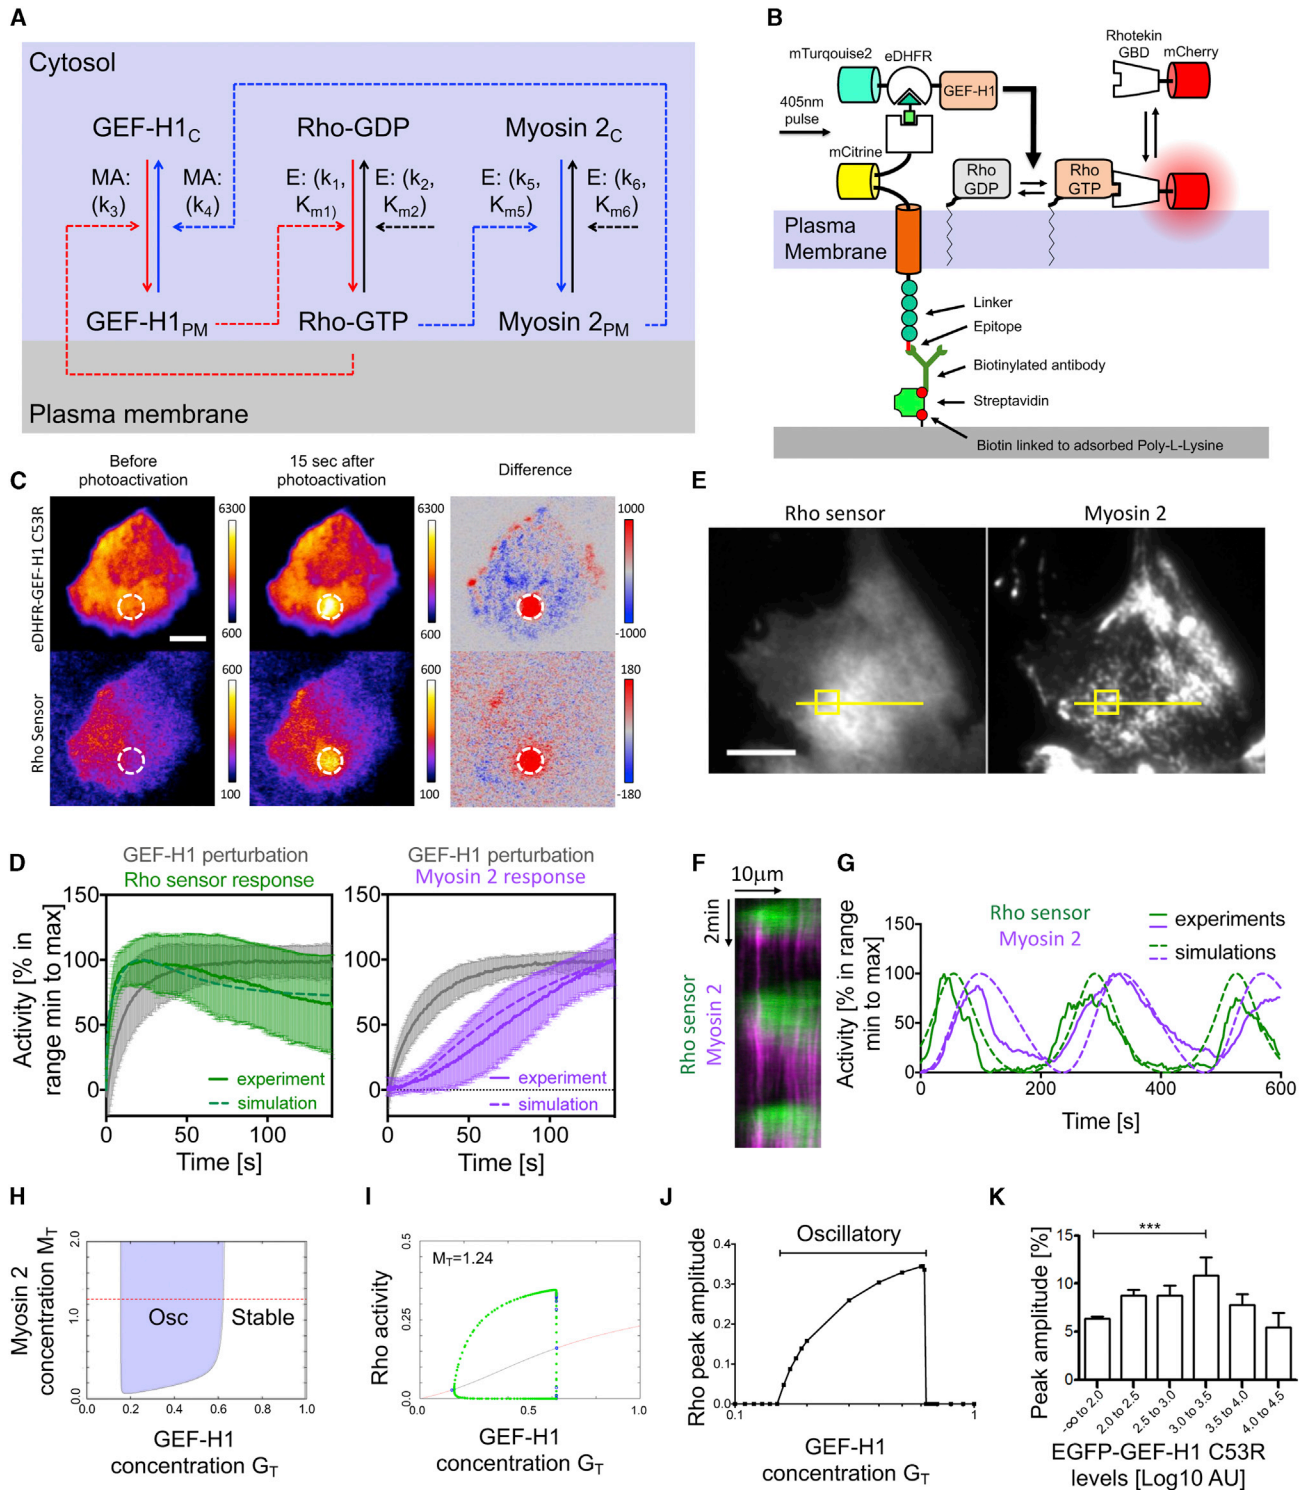 A
Cytosol
GEF-H1C
Rho-GDP
Myosin 2C
MA:
(k3)
MA:
(k4)
E: (k1,
Km1)
E: (k2,
Km2)
E: (k5,
Km5)
E: (k6,
Km6)
GEF-H1PM
Rho-GTP
Myosin 2PM
Plasma membrane
B
mTurqouise2
eDHFR
GEF-H1
Rhotekin
GBD
mCherry
405nm
pulse
mCitrine
Rho
GDP
Rho
GTP
Plasma
Membrane
Linker
Epitope
Biotinylated antibody
Streptavidin
Biotin linked to adsorbed Poly-L-Lysine
C
Before
photoactivation
15 sec after
photoactivation
Difference
eDHFR-GEF-H1 C53R
6300
600
6300
600
1000
-1000
Rho Sensor
600
100
600
100
180
-180
E
Rho sensor
Myosin 2
D
GEF-H1 perturbation
Rho sensor response
Activity [% in
range min to max]
150
100
50
0
experiment
simulation
0
50
100
Time [s]
GEF-H1 perturbation
Myosin 2 response
150
100
50
0
experiment
simulation
0
50
100
Time [s]
F
10µm
2min
Rho sensor
Myosin 2
G
Rho sensor
Myosin 2
experiments
simulations
Activity [% in range
min to max]
150
100
50
0
0
200
400
600
Time [s]
H
Myosin 2
concentration MT
2.0
1.0
0.0
Osc
Stable
0.0
0.2
0.4
0.6
0.8
1.0
GEF-H1
concentration GT
I
Rho activity
0.5
0.25
0.0
MT=1.24
0.0
0.5
1.0
GEF-H1
concentration GT
J
Oscillatory
Rho peak amplitude
0.4
0.3
0.2
0.1
0.0
0.1
1
GEF-H1
concentration GT
K
***
Peak amplitude [%]
15
10
5
0
-∞ to 2.0
2.0 to 2.5
2.5 to 3.0
3.0 to 3.5
3.5 to 4.0
4.0 to 4.5
EGFP-GEF-H1 C53R
levels [Log10 AU]